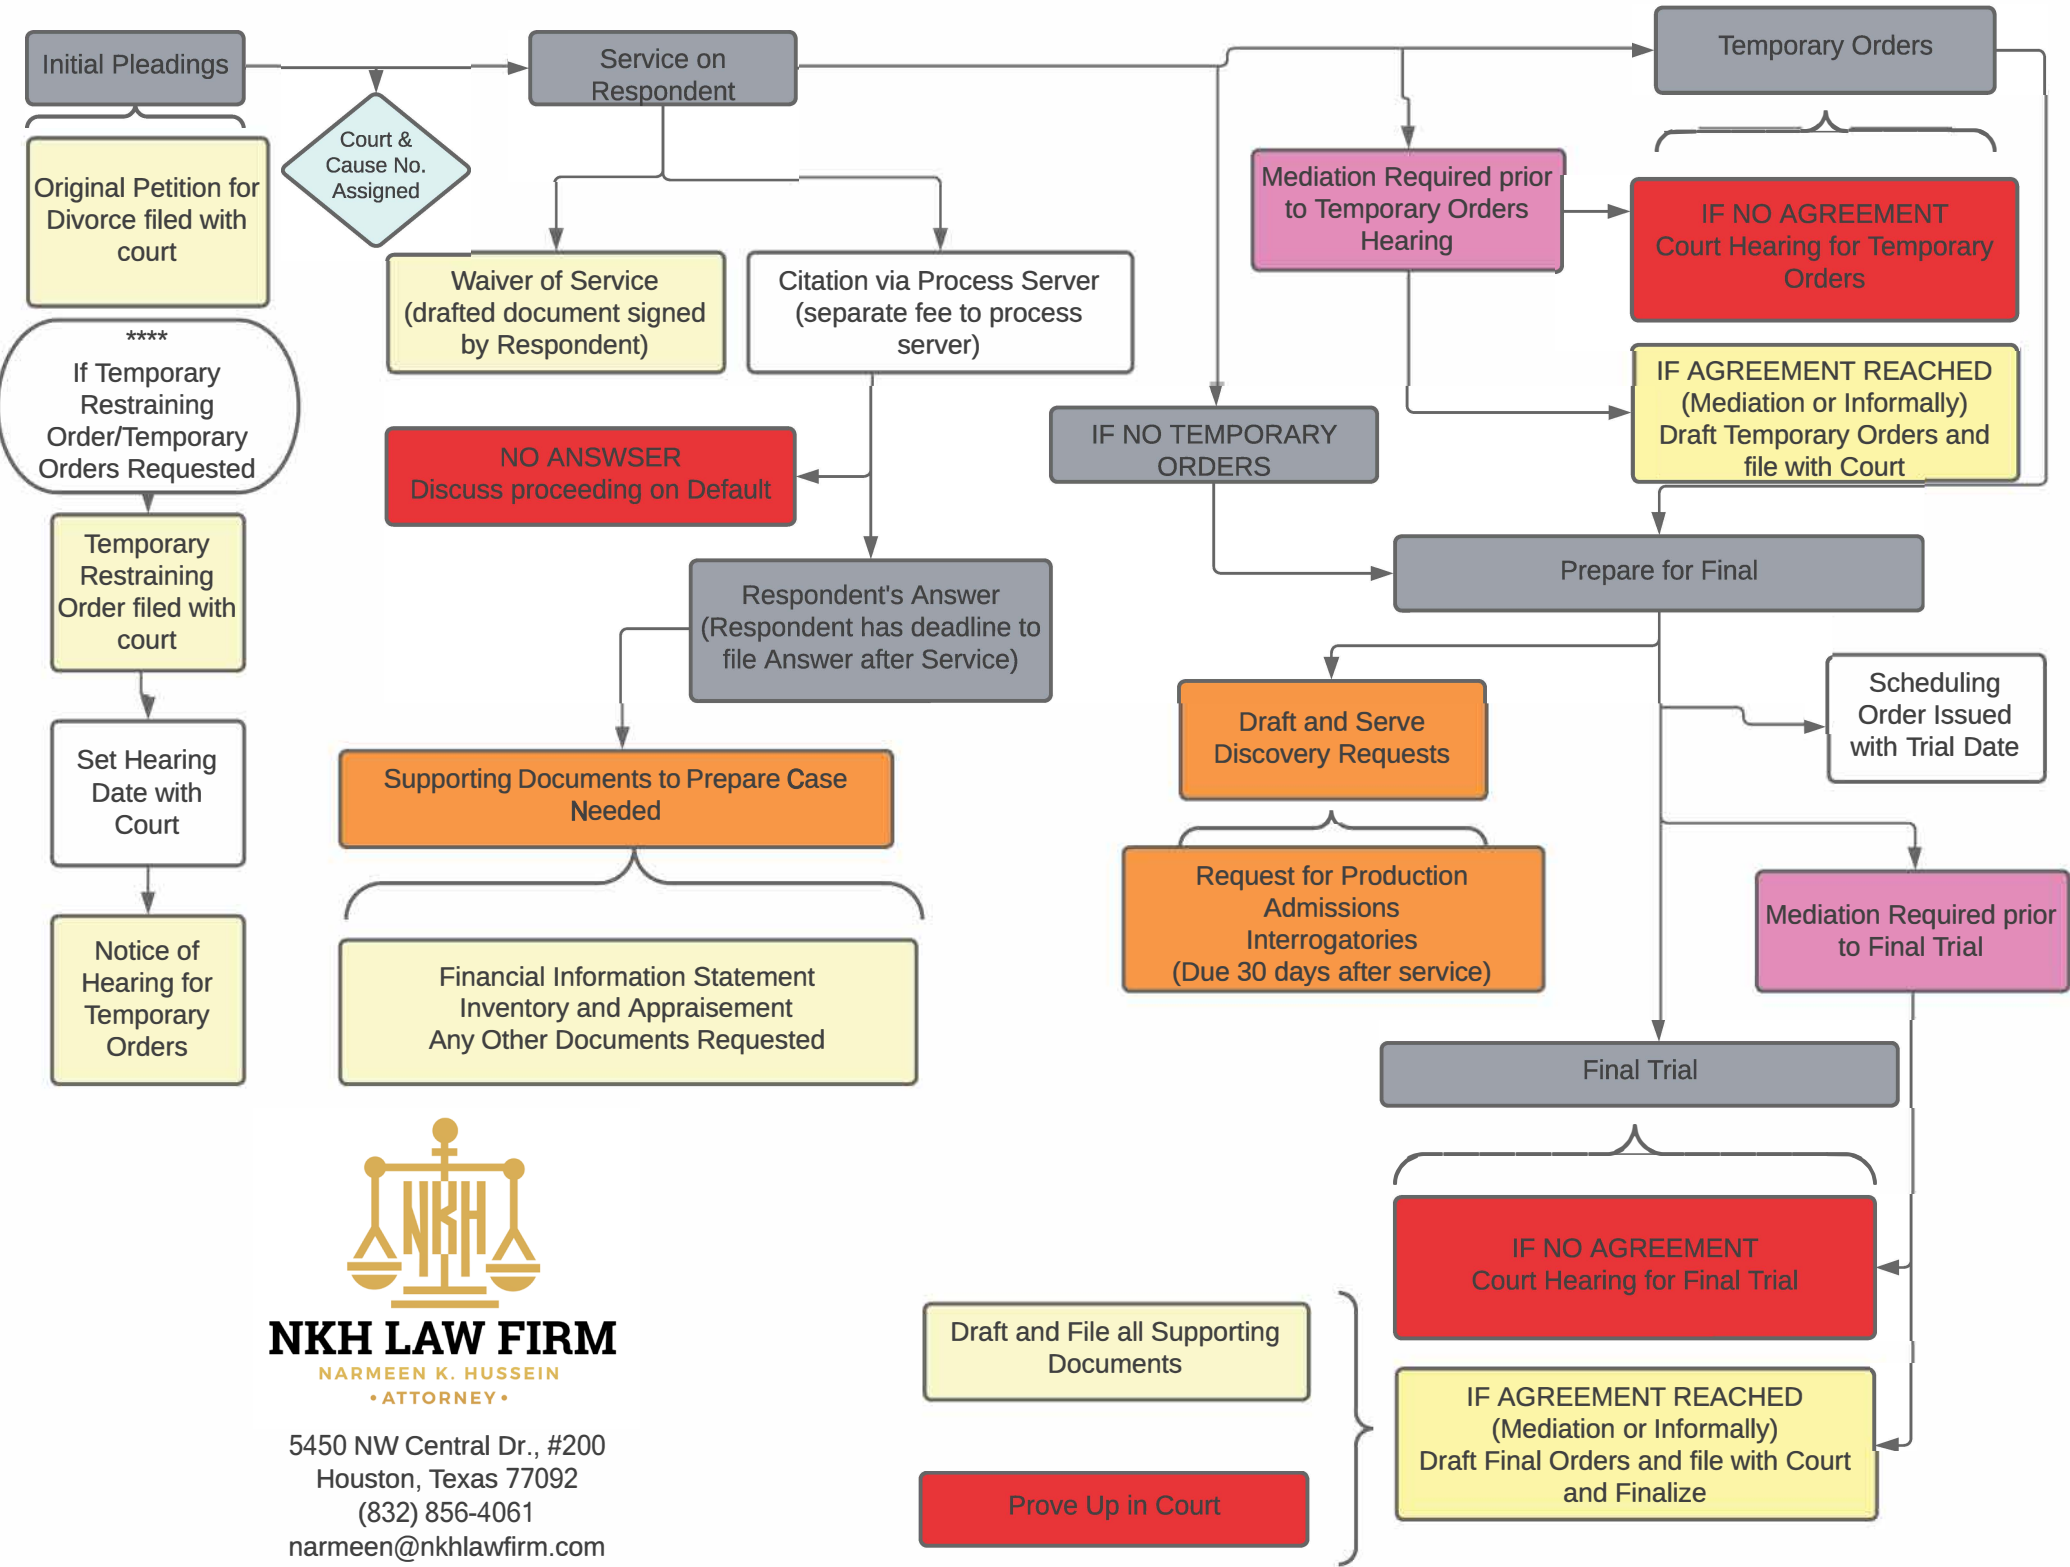 Initial Pleadings
Original Petition for
Divorce filed with
court
****
If Temporary
Restraining
Order/Temporary
Orders Requested
Temporary
Restraining
Order filed with
court
Set Hearing
Date with
Court
Notice of
Hearing for
Temporary
Orders
Court &
Cause No.
Assigned
Service on
Respondent
Waiver of Service
(drafted document signed
by Respondent)
Citation via Process Server
(separate fee to process
server)
NO ANSWSER
Discuss proceeding on Default
Respondent's Answer
(Respondent has deadline to
file Answer after Service)
Supporting Documents to Prepare Case
Needed
Financial Information Statement
Inventory and Appraisement
Any Other Documents Requested
Temporary Orders
Mediation Required prior
to Temporary Orders
Hearing
IF NO AGREEMENT
Court Hearing for Temporary
Orders
IF AGREEMENT REACHED
(Mediation or Informally)
Draft Temporary Orders and
file with Court
IF NO TEMPORARY
ORDERS
Prepare for Final
Draft and Serve
Discovery Requests
Request for Production
Admissions
Interrogatories
(Due 30 days after service)
Scheduling
Order Issued
with Trial Date
Mediation Required prior
to Final Trial
Final Trial
IF NO AGREEMENT
Court Hearing for Final Trial
IF AGREEMENT REACHED
(Mediation or Informally)
Draft Final Orders and file with Court
and Finalize
Draft and File all Supporting
Documents
Prove Up in Court
NKH
NKH LAW FIRM
NARMEEN K. HUSSEIN
• ATTORNEY •
5450 NW Central Dr., #200
Houston, Texas 77092
(832) 856-4061
narmeen@nkhlawfirm.com